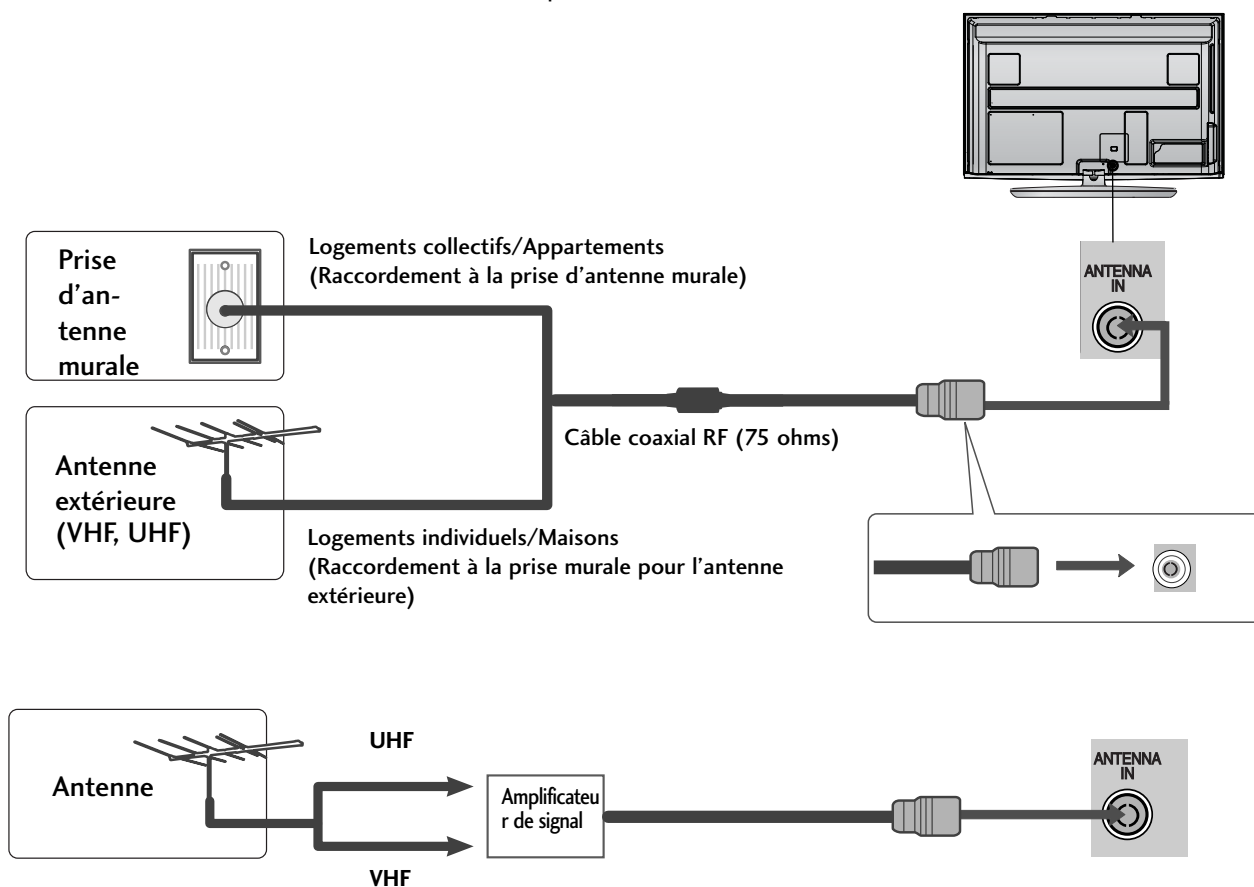 Prise
d’an-
tenne
murale
Logements collectifs/Appartements
(Raccordement à la prise d’antenne murale)
ANTENNA
IN
Antenne
extérieure
(VHF, UHF)
Câble coaxial RF (75 ohms)
Logements individuels/Maisons
(Raccordement à la prise murale pour l’antenne
extérieure)
Antenne
UHF
VHF
Amplificateu
r de signal
ANTENNA
IN